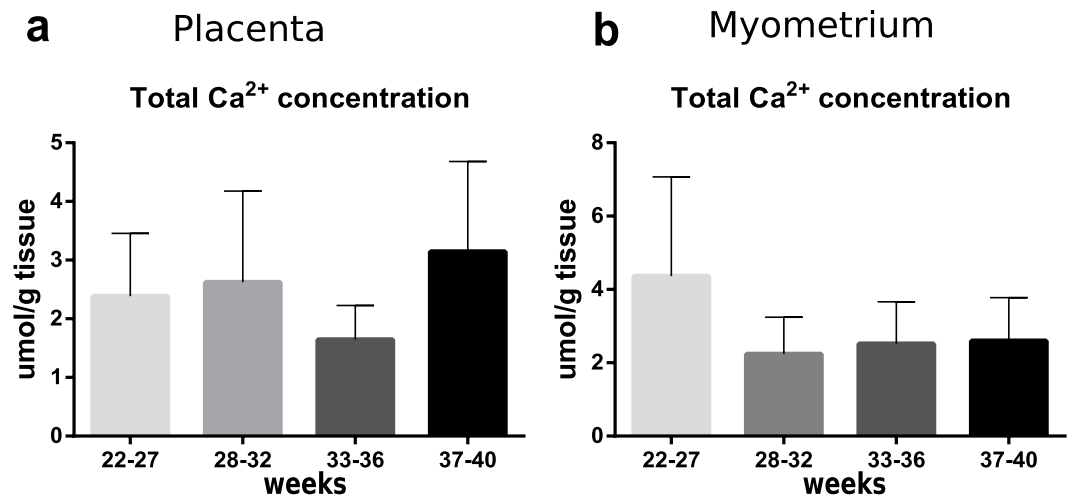 a Placenta
Total Ca²⁺ concentration
umol/g tissue
5
4
3
2
1
0
22-27 28-32 33-36 37-40
weeks
b Myometrium
Total Ca²⁺ concentration
umol/g tissue
8
6
4
2
0
22-27 28-32 33-36 37-40
weeks